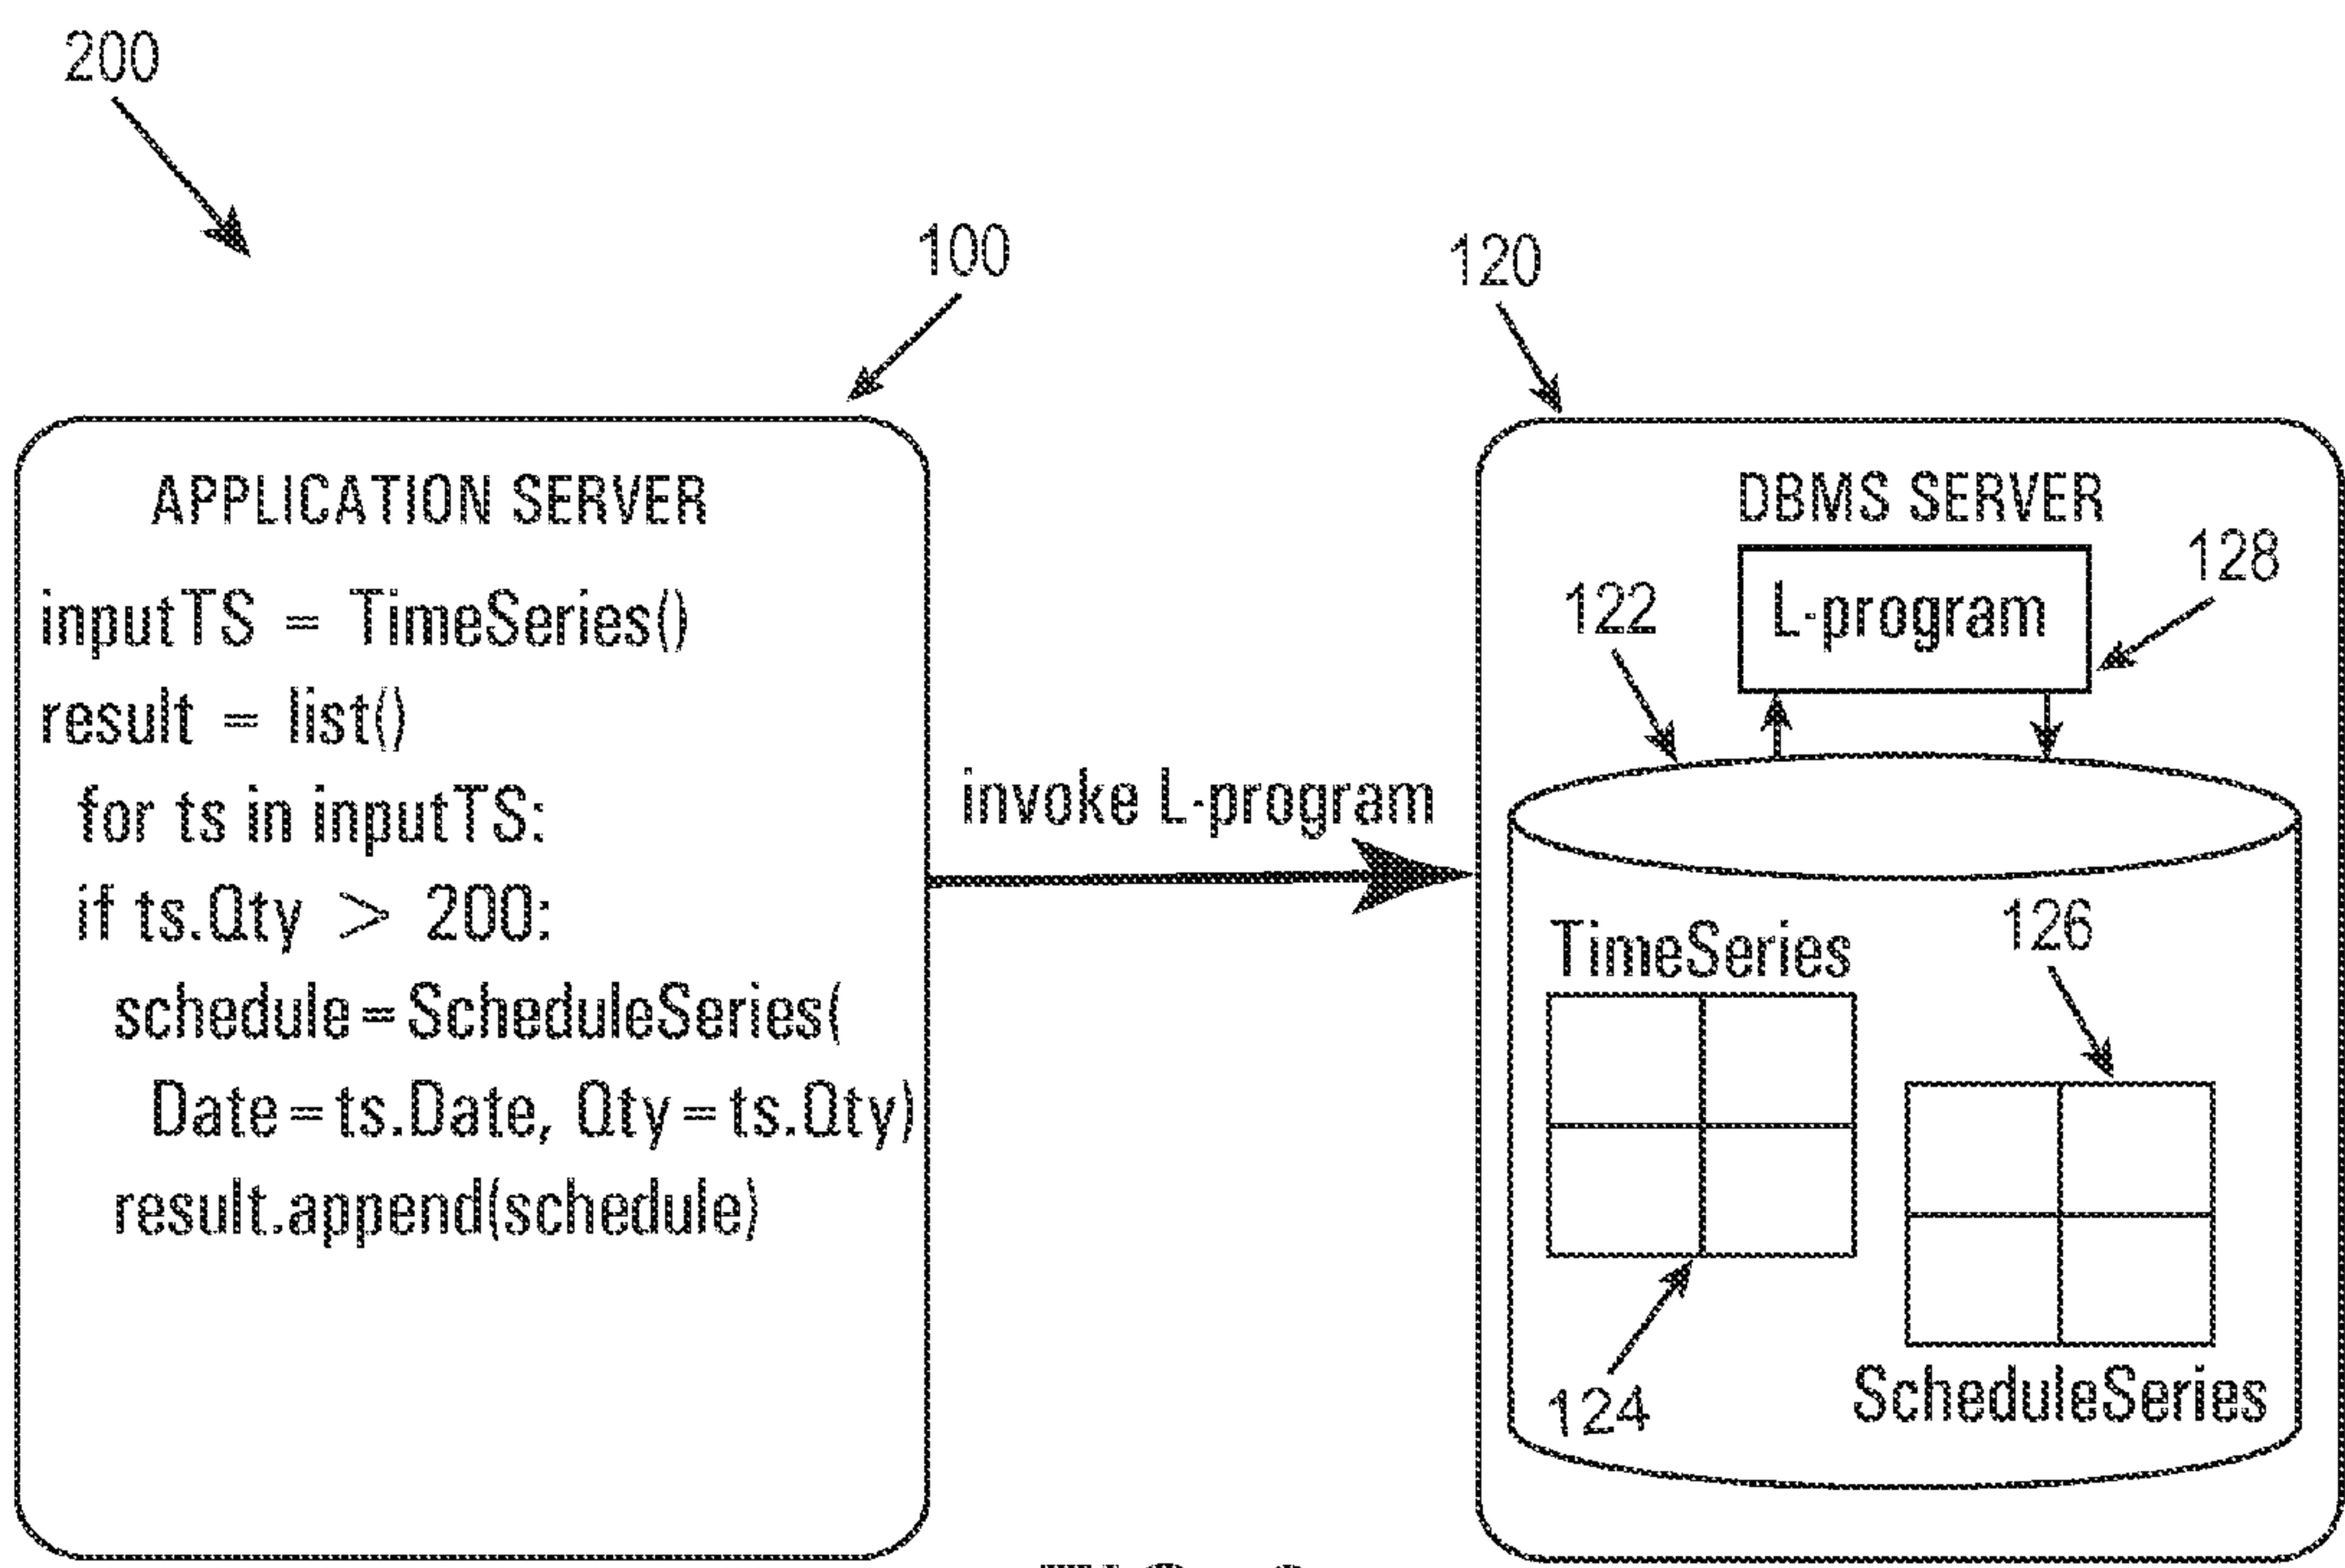 200
100
120
APPLICATION SERVER
inputTS = TimeSeries()
result = list()
for ts in inputTS:
if ts.Qty > 200:
schedule=ScheduleSeries(
Date=ts.Date, Qty=ts.Qty)
result.append(schedule)
invoke L-program
DBMS SERVER
128
L-program
122
TimeSeries
126
124
ScheduleSeries